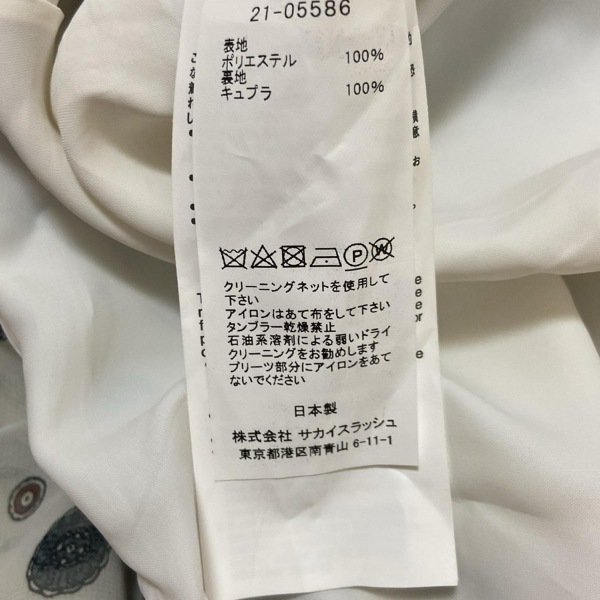 21-05586
表地
ポリエステル 100%
裏地
キュプラ 100%
クリーニングネットを使用して
下さい
アイロンはあて布をして下さい
タンブラー乾燥禁止
石油系溶剤による弱いドライ
クリーニングをお勧めします
プリーツ部分にアイロンをあて
ないでください
日本製
株式会社 サカイスラッシュ
東京都港区南青山 6-11-1